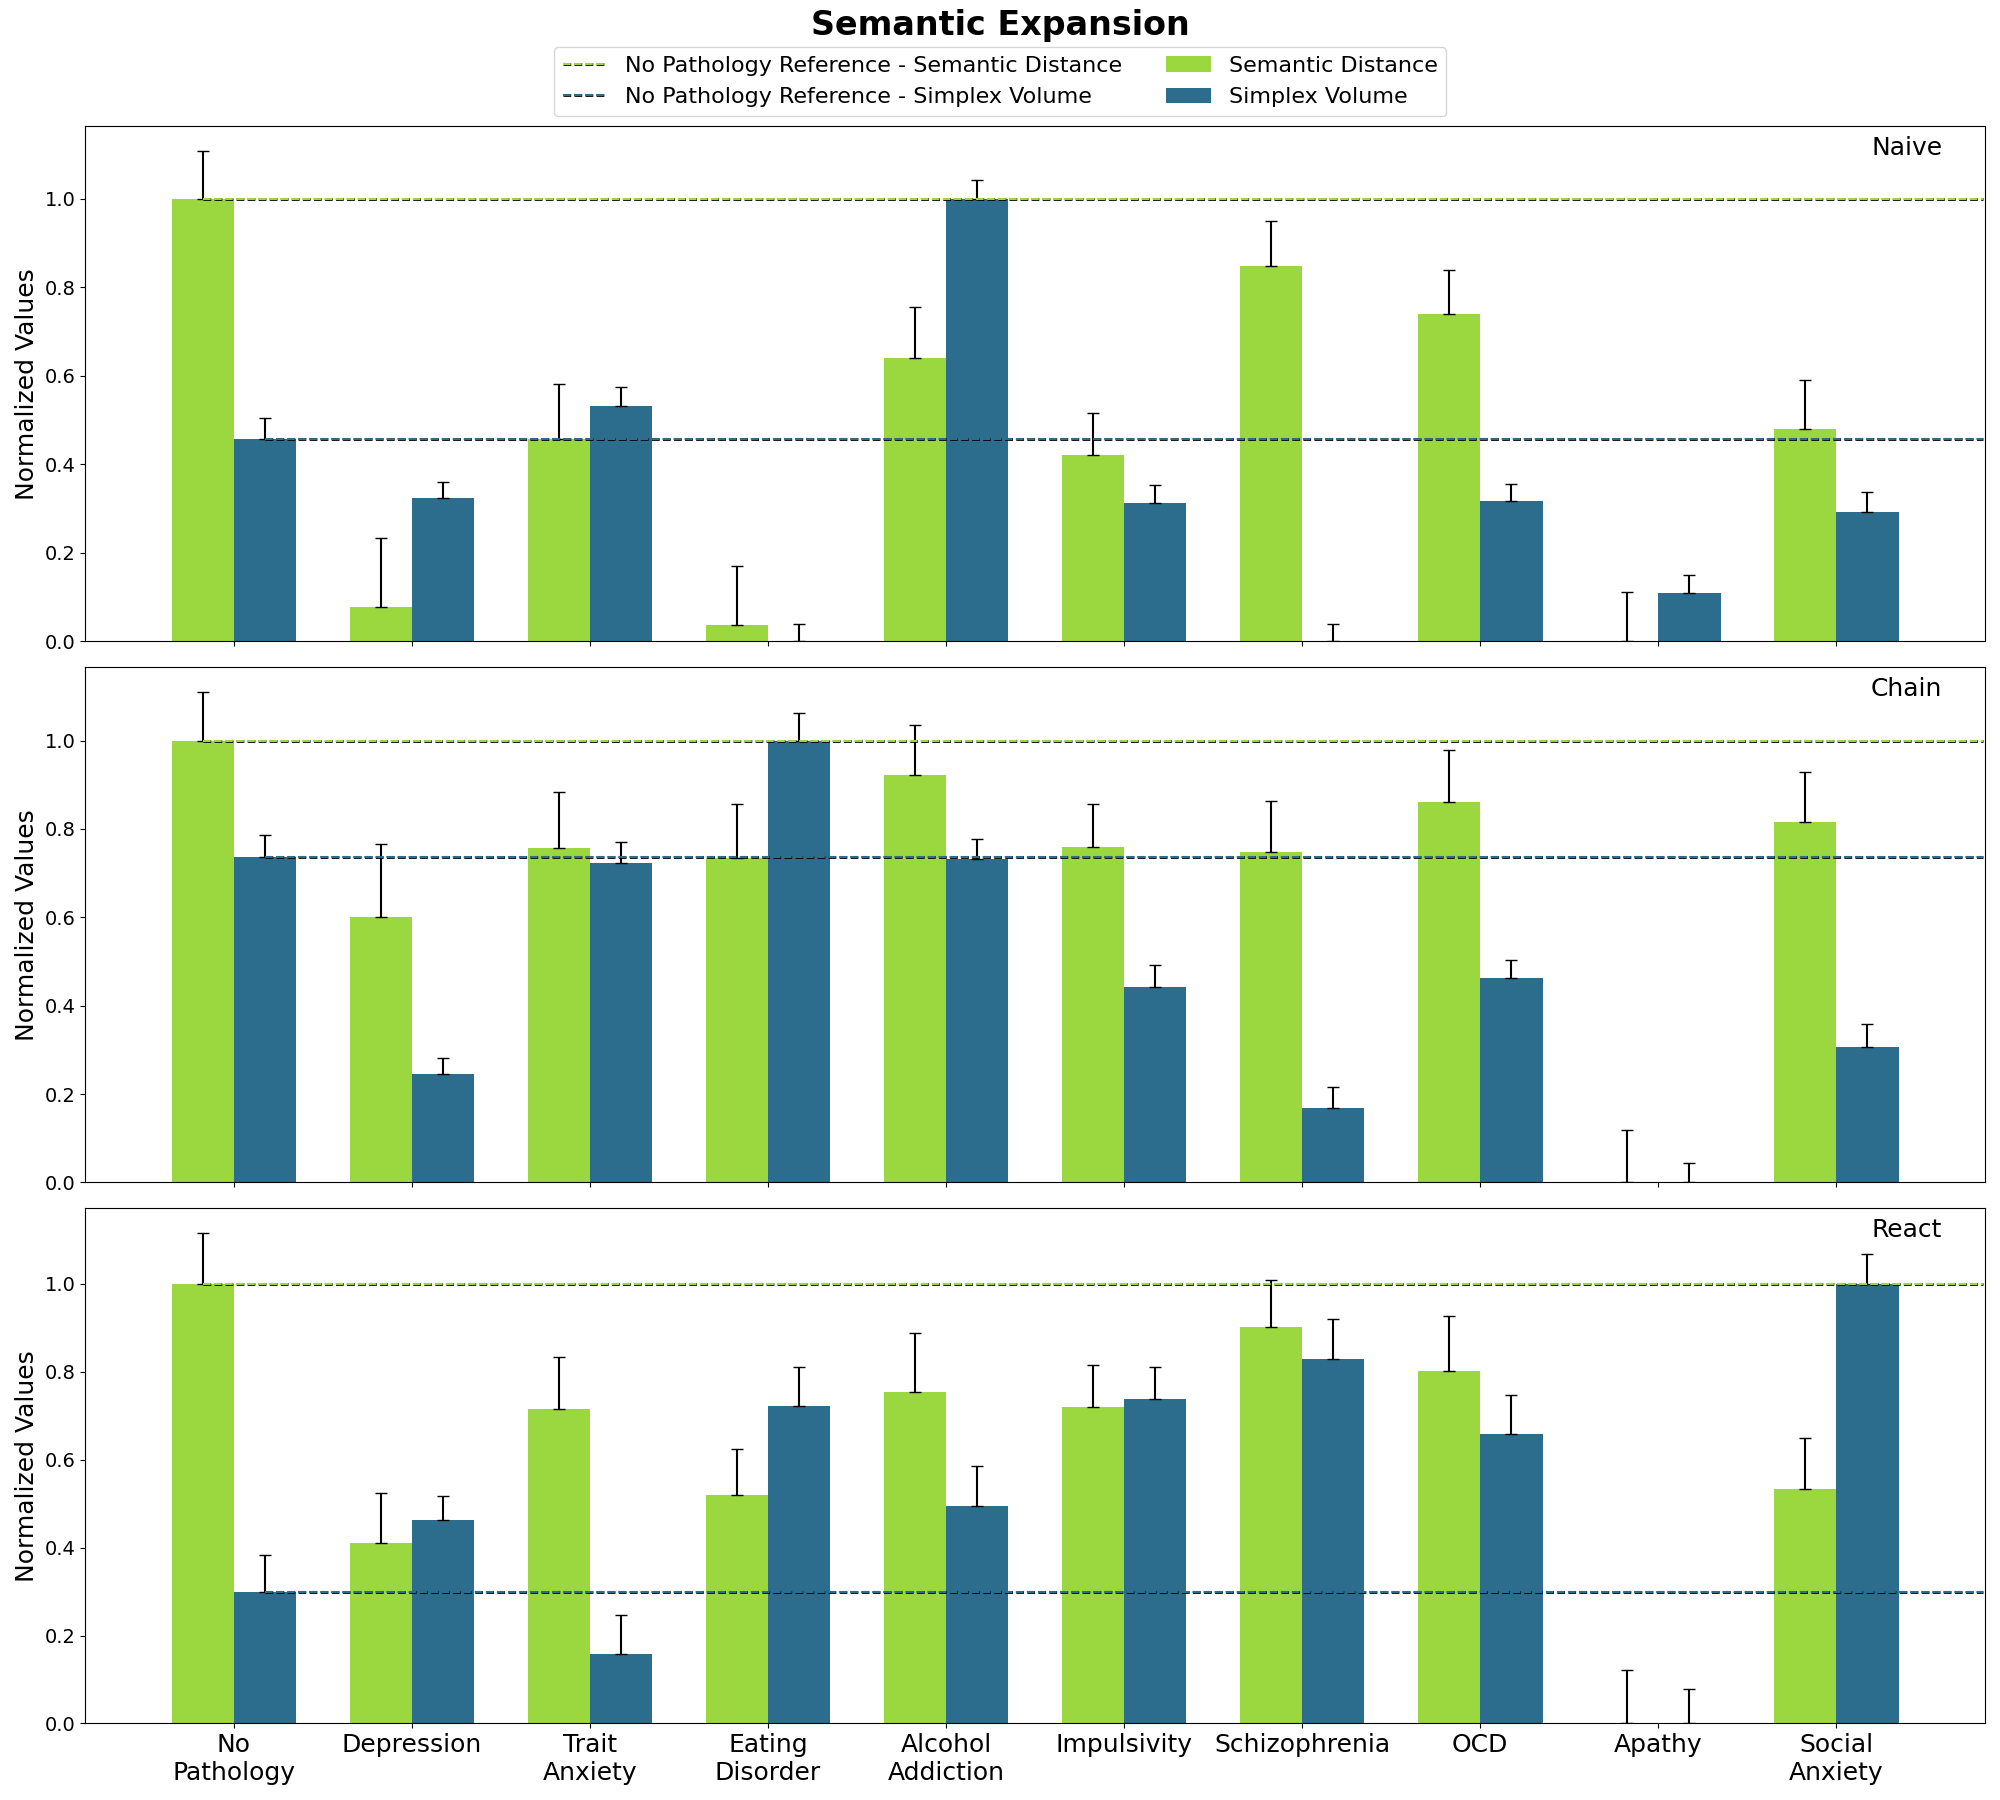 Semantic Expansion
No Pathology Reference - Semantic Distance
No Pathology Reference - Simplex Volume
Semantic Distance
Simplex Volume
Naive
Normalized Values
1.0
0.8
0.6
0.4
0.2
0.0
Chain
Normalized Values
1.0
0.8
0.6
0.4
0.2
0.0
React
Normalized Values
1.0
0.8
0.6
0.4
0.2
0.0
No
Pathology
Depression
Trait
Anxiety
Eating
Disorder
Alcohol
Addiction
Impulsivity
Schizophrenia
OCD
Apathy
Social
Anxiety